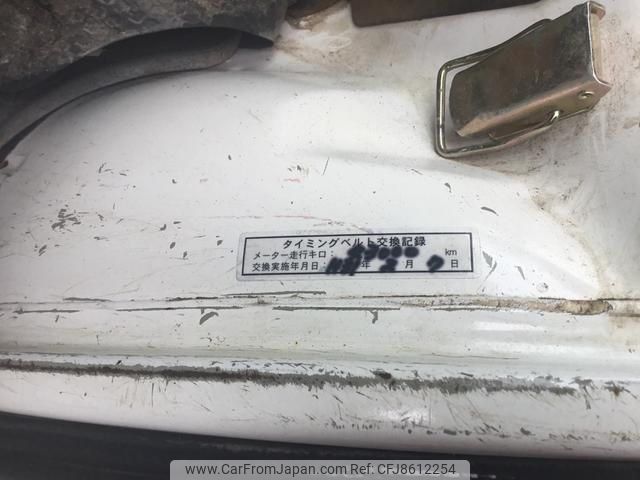 タイミングベルト交換記録
メーター走行キロ： km
交換実施年月日： 年 月 日
www.CarFromJapan.com - RefNo: CFJ8612254